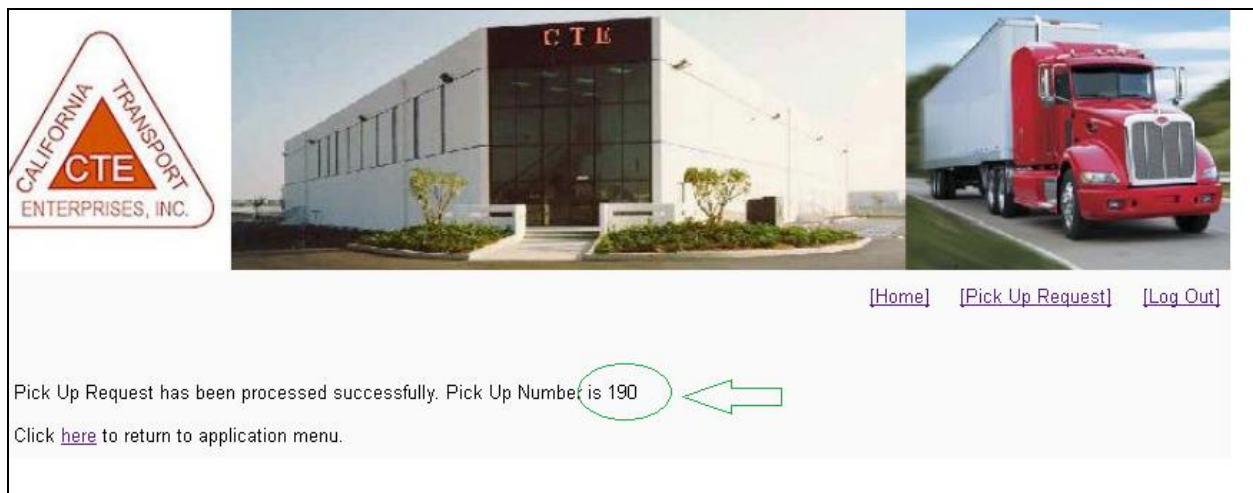 CALIFORNIA
TRANSPORT
CTE
ENTERPRISES, INC.
CTE
[Home] [Pick Up Request] [Log Out]
Pick Up Request has been processed successfully. Pick Up Number is 190
Click here to return to application menu.